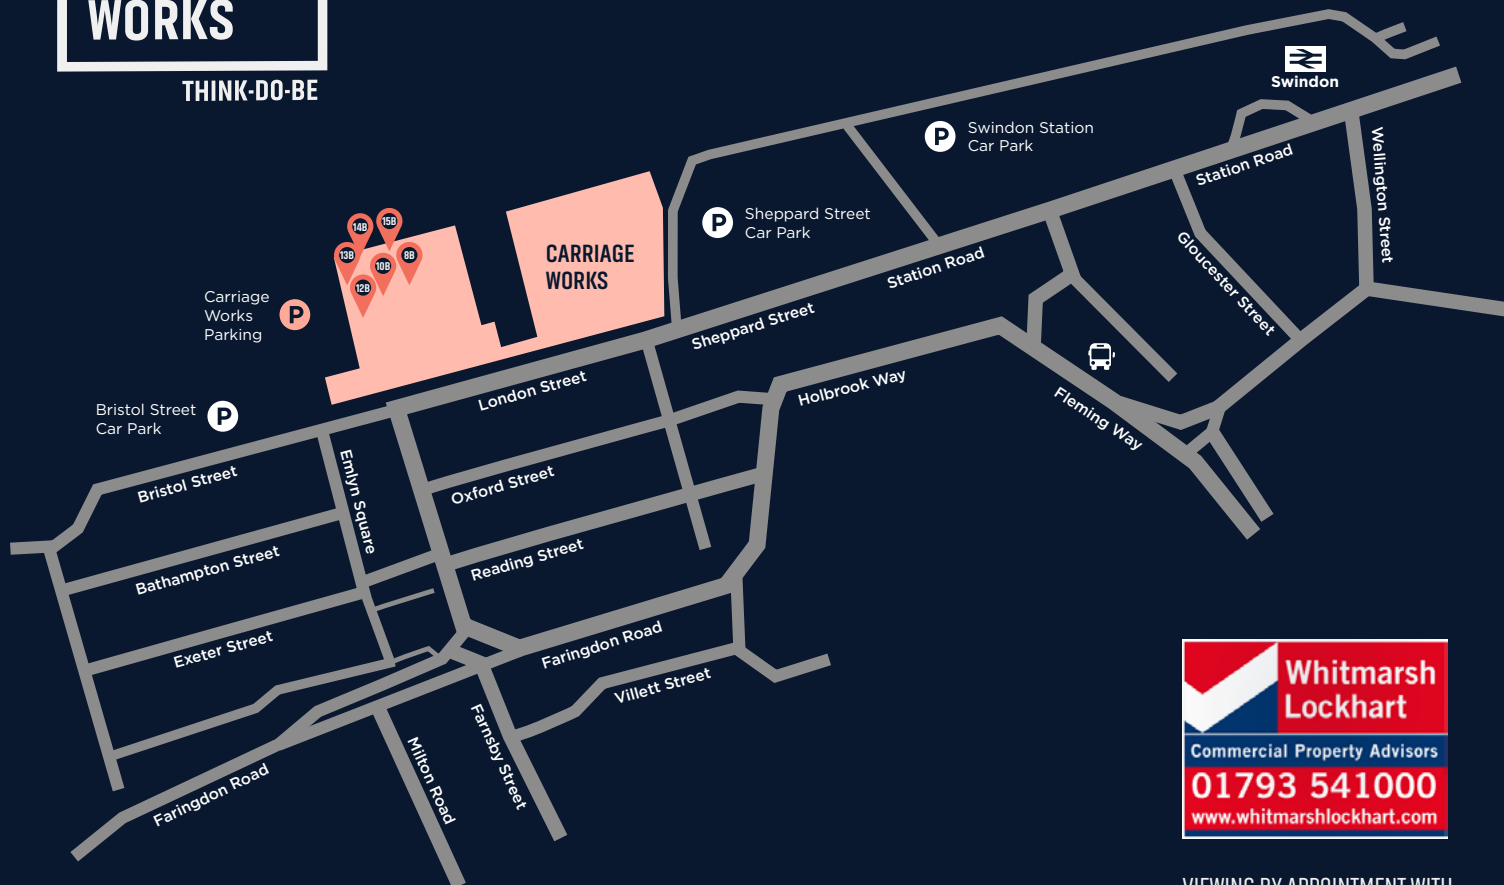 WORKS
THINK-DO-BE
Swindon
P
Swindon Station
Car Park
Station Road
Wellington Street
P
Sheppard Street
Car Park
14B
15B
13B
8B
10B
12B
CARRIAGE
WORKS
Gloucester Street
Station Road
Carriage
Works
Parking
P
Sheppard Street
London Street
Holbrook Way
Fleming Way
Bristol Street
Car Park
P
Bristol Street
Emlyn Square
Oxford Street
Bathampton Street
Reading Street
Exeter Street
Faringdon Road
Villett Street
Faringdon Road
Milton Road
Farnsby Street
Whitmarsh
Lockhart
Commercial Property Advisors
01793 541000
www.whitmarshlockhart.com
VIEWING BY APPOINTMENT WITH